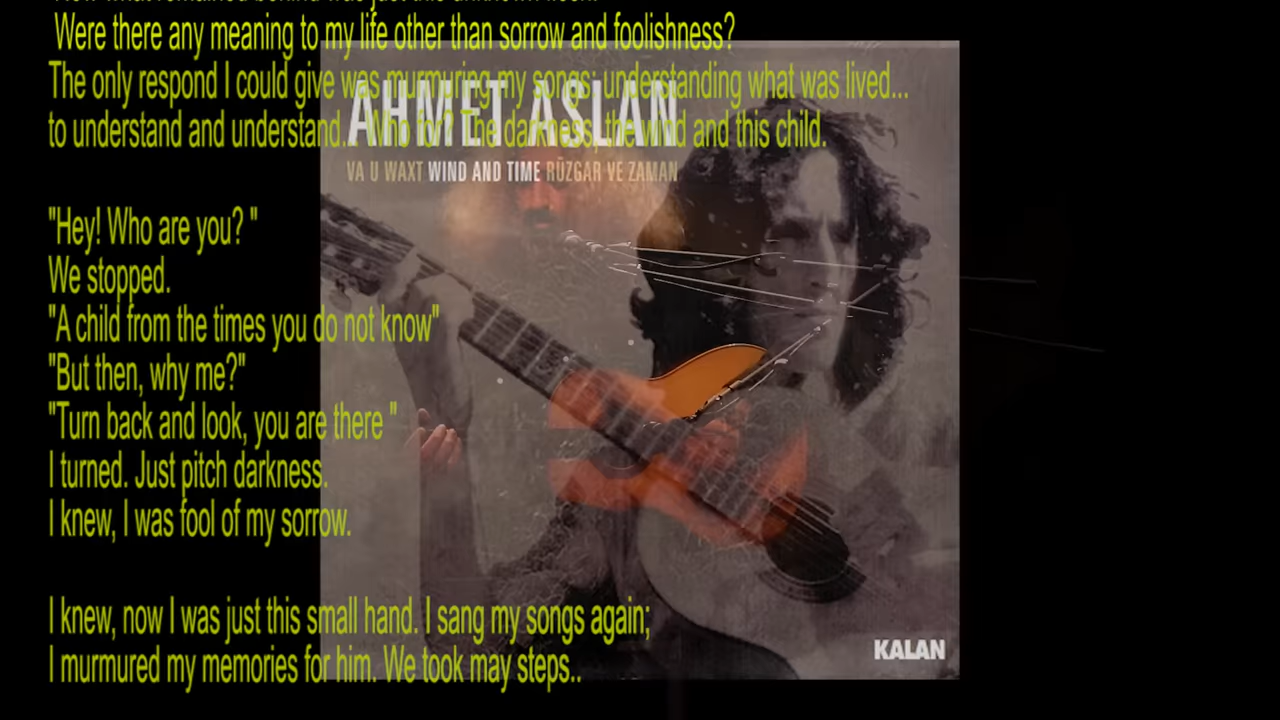 Were there any meaning to my life other than sorrow and foolishness?
The only respond I could give was murmuring my songs; understanding what was lived...
to understand and understand... Who for? The darkness, the wind and this child.
AHMET ASLAN
VA U WAXT WIND AND TIME RÜZGAR VE ZAMAN
"Hey! Who are you? "
We stopped.
"A child from the times you do not know"
"But then, why me?"
"Turn back and look, you are there "
I turned. Just pitch darkness.
I knew, I was fool of my sorrow.
I knew, now I was just this small hand. I sang my songs again;
I murmured my memories for him. We took may steps..
KALAN